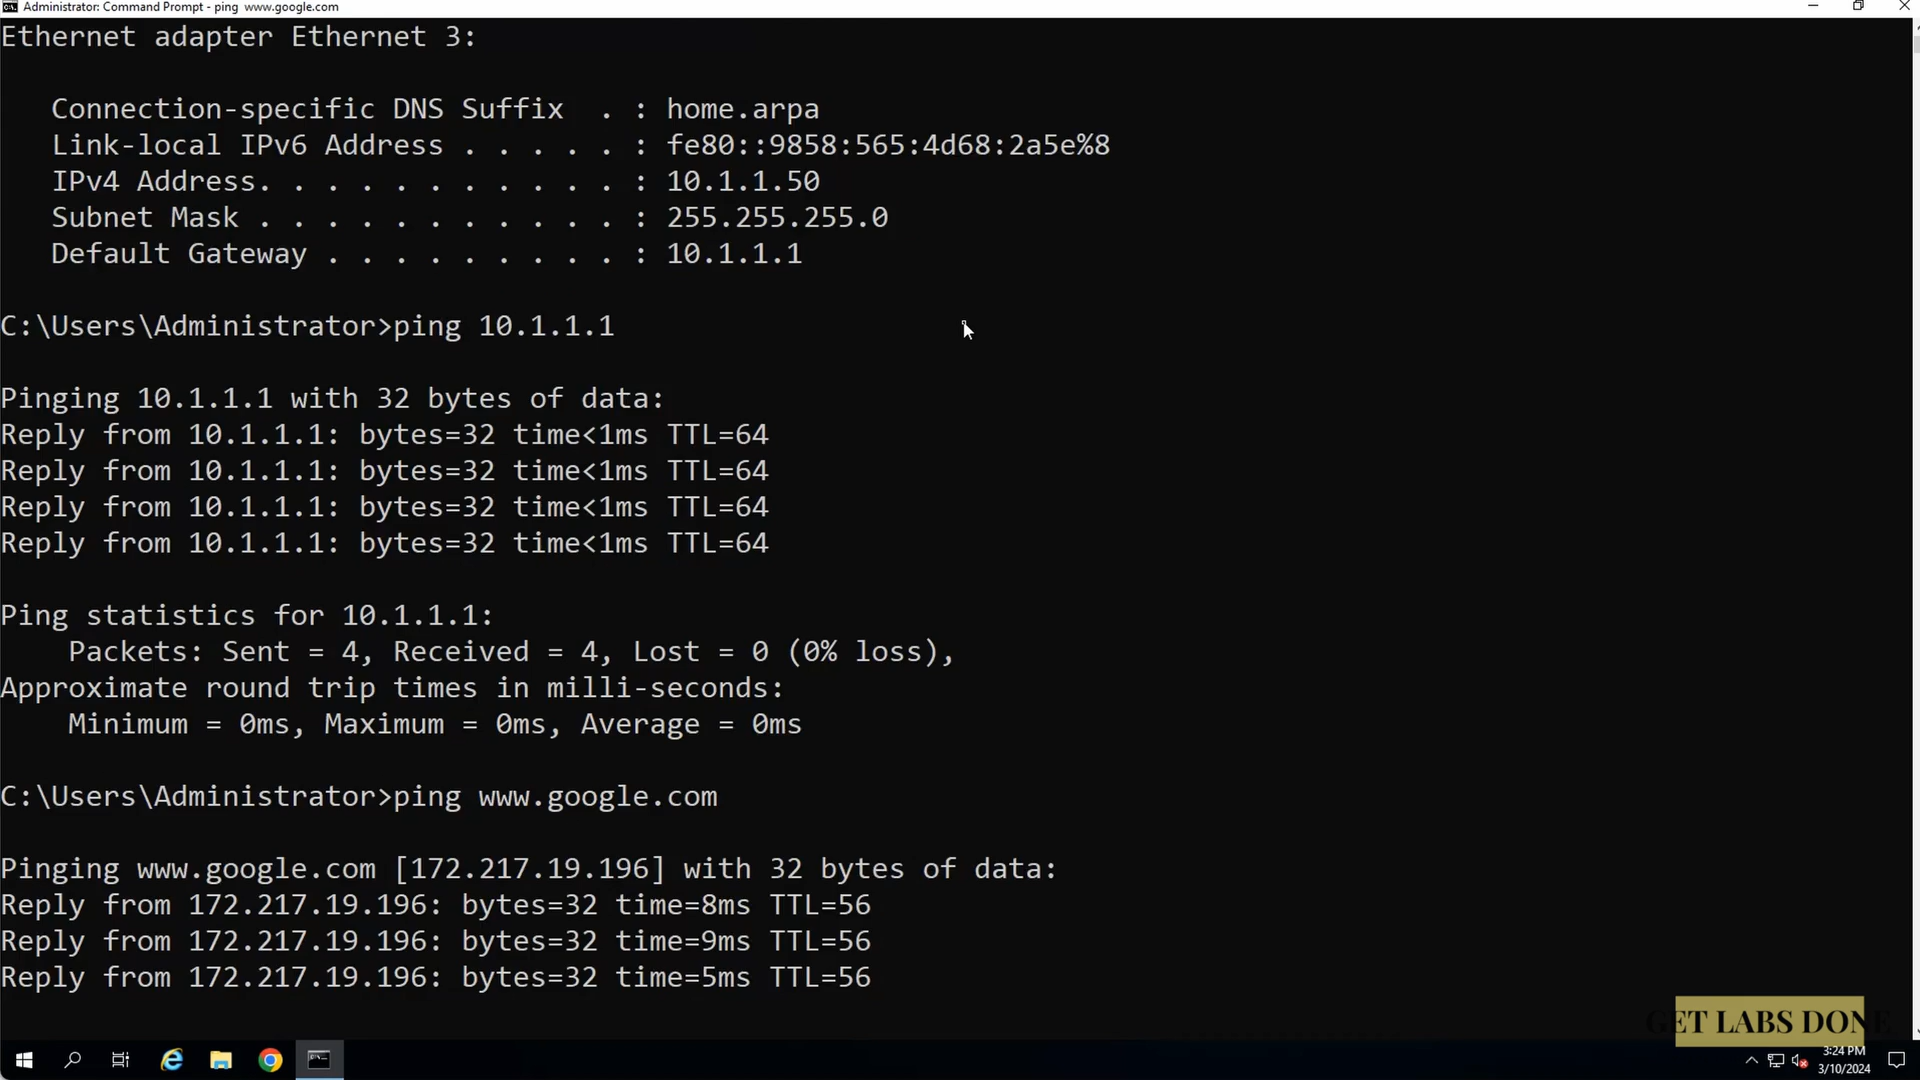 Administrator: Command Prompt - ping  www.google.com
Ethernet adapter Ethernet 3:
   Connection-specific DNS Suffix  . : home.arpa
   Link-local IPv6 Address . . . . . : fe80::9858:565:4d68:2a5e%8
   IPv4 Address. . . . . . . . . . . : 10.1.1.50
   Subnet Mask . . . . . . . . . . . : 255.255.255.0
   Default Gateway . . . . . . . . . : 10.1.1.1
C:\Users\Administrator>ping 10.1.1.1
Pinging 10.1.1.1 with 32 bytes of data:
Reply from 10.1.1.1: bytes=32 time<1ms TTL=64
Reply from 10.1.1.1: bytes=32 time<1ms TTL=64
Reply from 10.1.1.1: bytes=32 time<1ms TTL=64
Reply from 10.1.1.1: bytes=32 time<1ms TTL=64
Ping statistics for 10.1.1.1:
    Packets: Sent = 4, Received = 4, Lost = 0 (0% loss),
Approximate round trip times in milli-seconds:
    Minimum = 0ms, Maximum = 0ms, Average = 0ms
C:\Users\Administrator>ping www.google.com
Pinging www.google.com [172.217.19.196] with 32 bytes of data:
Reply from 172.217.19.196: bytes=32 time=8ms TTL=56
Reply from 172.217.19.196: bytes=32 time=9ms TTL=56
Reply from 172.217.19.196: bytes=32 time=5ms TTL=56
GET LABS DONE
3:24 PM
3/10/2024